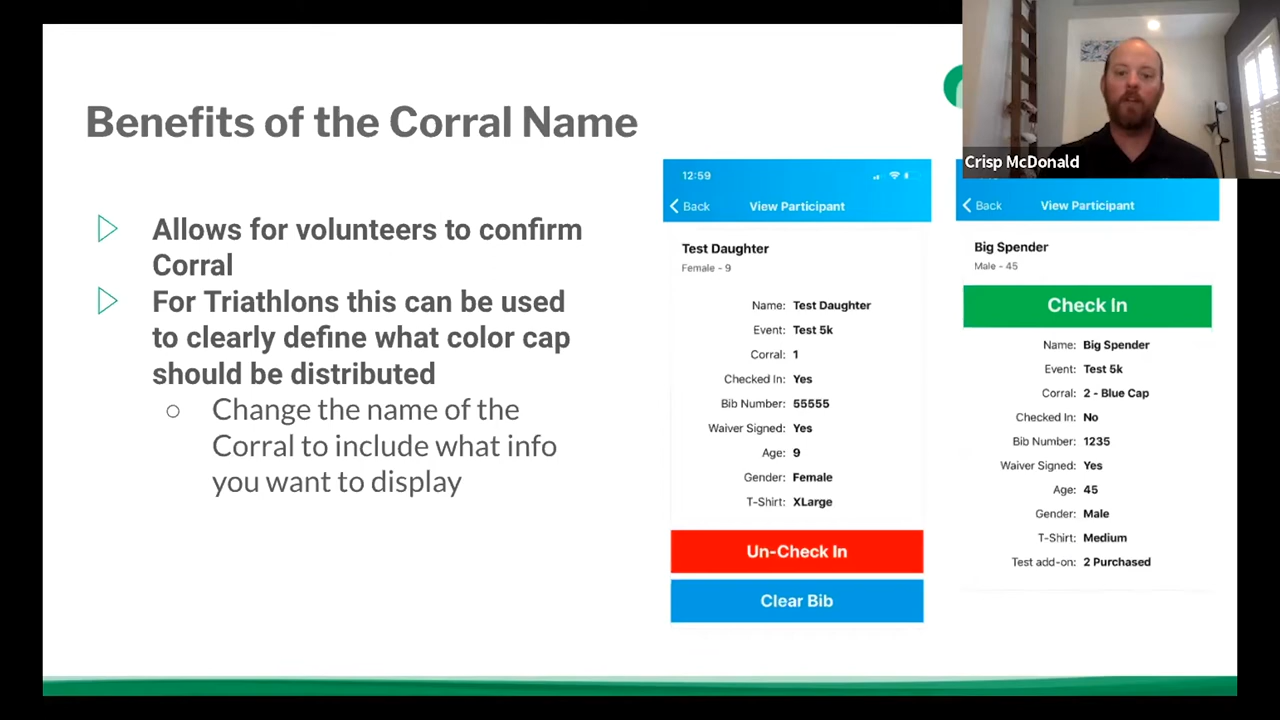 Benefits of the Corral Name
Allows for volunteers to confirm
Corral
For Triathlons this can be used
to clearly define what color cap
should be distributed
Change the name of the
Corral to include what info
you want to display
12:59
Back View Participant
Test Daughter
Female - 9
Name: Test Daughter
Event: Test 5k
Corral: 1
Checked In: Yes
Bib Number: 55555
Waiver Signed: Yes
Age: 9
Gender: Female
T-Shirt: XLarge
Un-Check In
Clear Bib
Crisp McDonald
Back View Participant
Big Spender
Male - 45
Check In
Name: Big Spender
Event: Test 5k
Corral: 2 - Blue Cap
Checked In: No
Bib Number: 1235
Waiver Signed: Yes
Age: 45
Gender: Male
T-Shirt: Medium
Test add-on: 2 Purchased